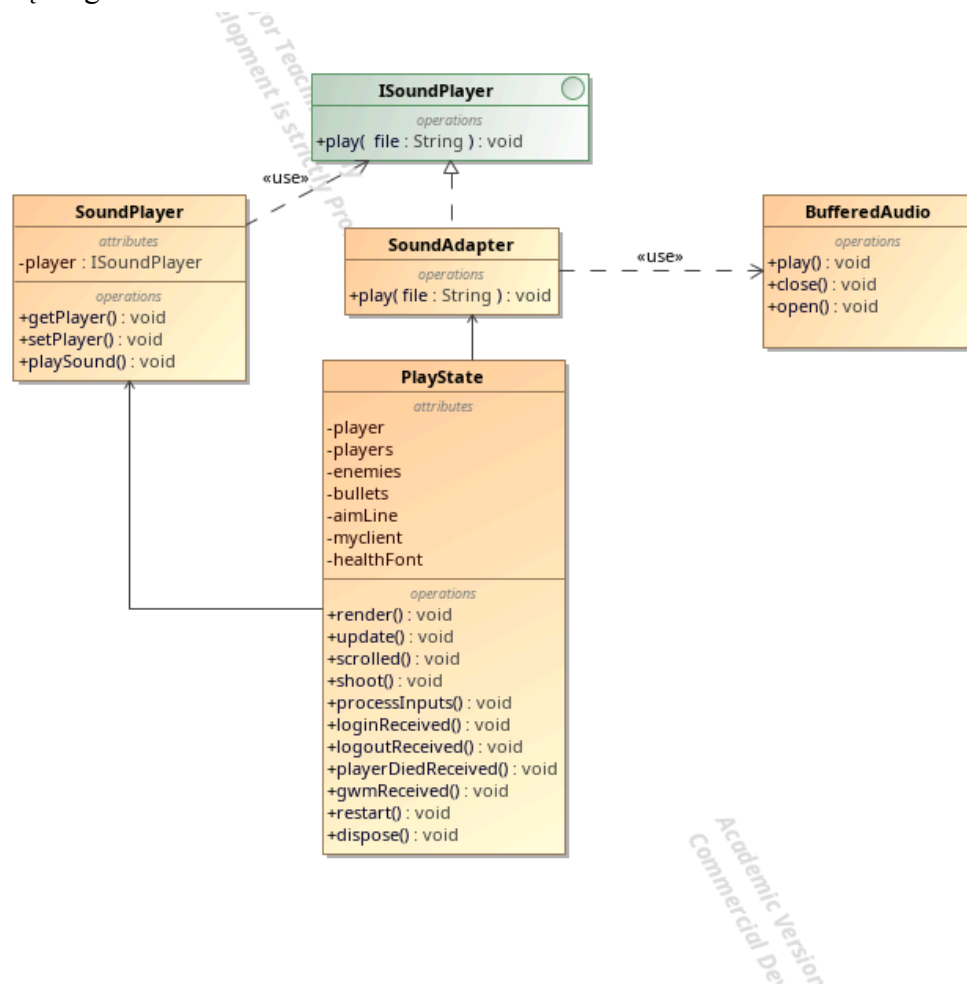 ISoundPlayer
operations
+play( file : String ) : void
«use»
SoundPlayer
attributes
-player : ISoundPlayer
operations
+getPlayer() : void
+setPlayer() : void
+playSound() : void
SoundAdapter
operations
+play( file : String ) : void
«use»
BufferedAudio
operations
+play() : void
+close() : void
+open() : void
PlayState
attributes
-player
-players
-enemies
-bullets
-aimLine
-myclient
-healthFont
operations
+render() : void
+update() : void
+scrolled() : void
+shoot() : void
+processInputs() : void
+loginReceived() : void
+logoutReceived() : void
+playerDiedReceived() : void
+gwmReceived() : void
+restart() : void
+dispose() : void
Academic Version
Commercial